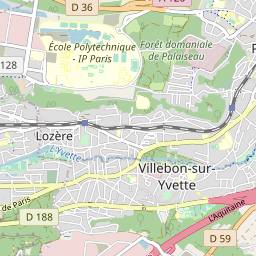 D 36
École Polytechnique
- IP Paris
Forêt domaniale
de Palaiseau
128
Lozère
L'Yvette
Villebon-sur-
Yvette
de Paris
D 188
L'Aquitaine
D 59